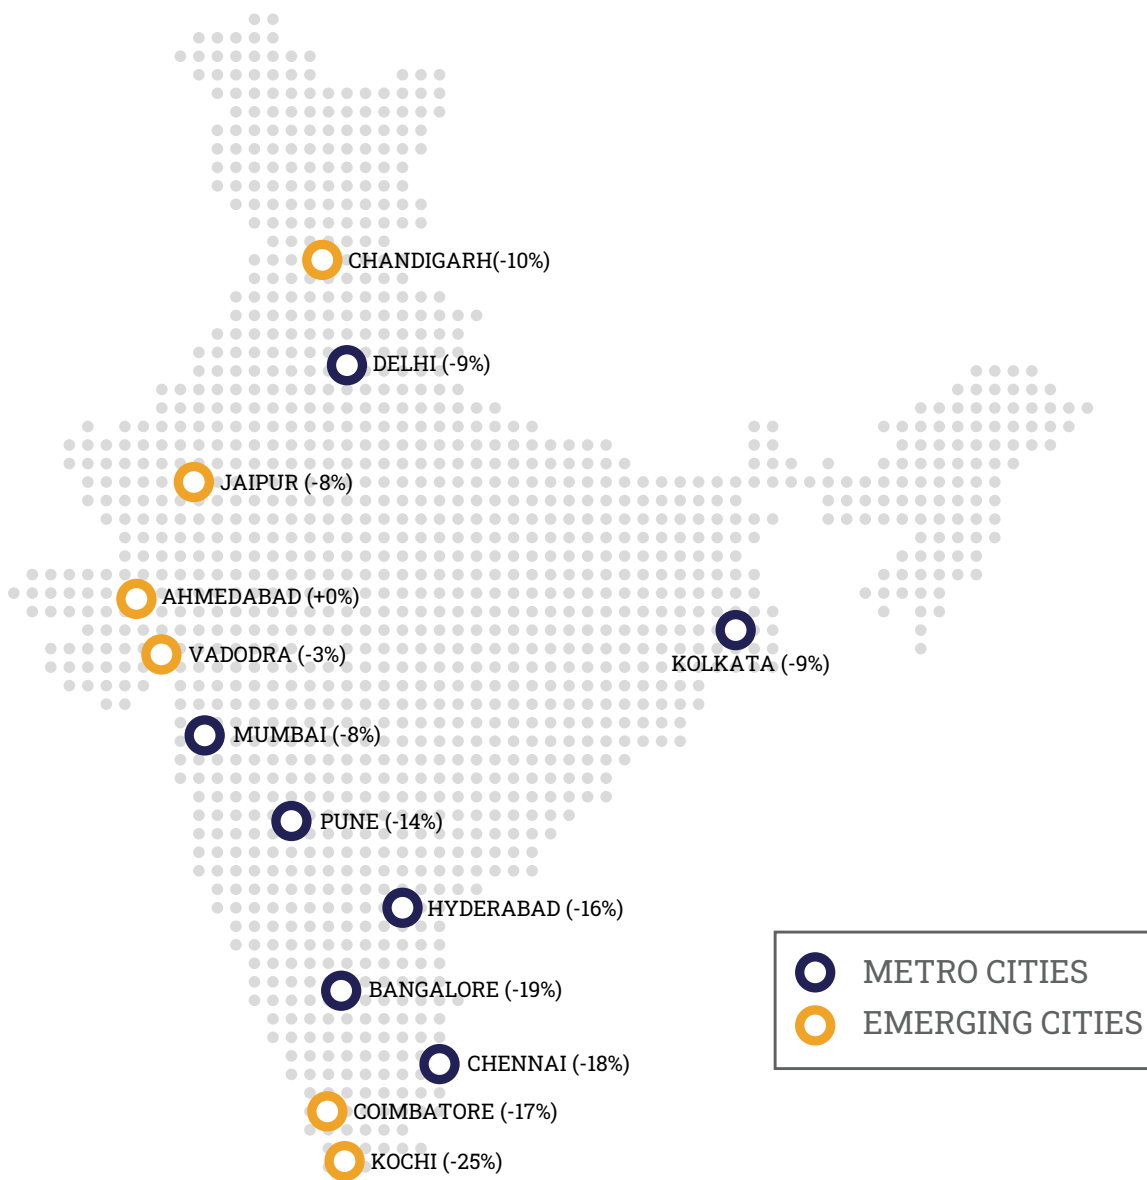 CHANDIGARH(-10%)
DELHI (-9%)
JAIPUR (-8%)
AHMEDABAD (+0%)
VADODRA (-3%)
KOLKATA (-9%)
MUMBAI (-8%)
PUNE (-14%)
HYDERABAD (-16%)
BANGALORE (-19%)
CHENNAI (-18%)
COIMBATORE (-17%)
KOCHI (-25%)
METRO CITIES
EMERGING CITIES